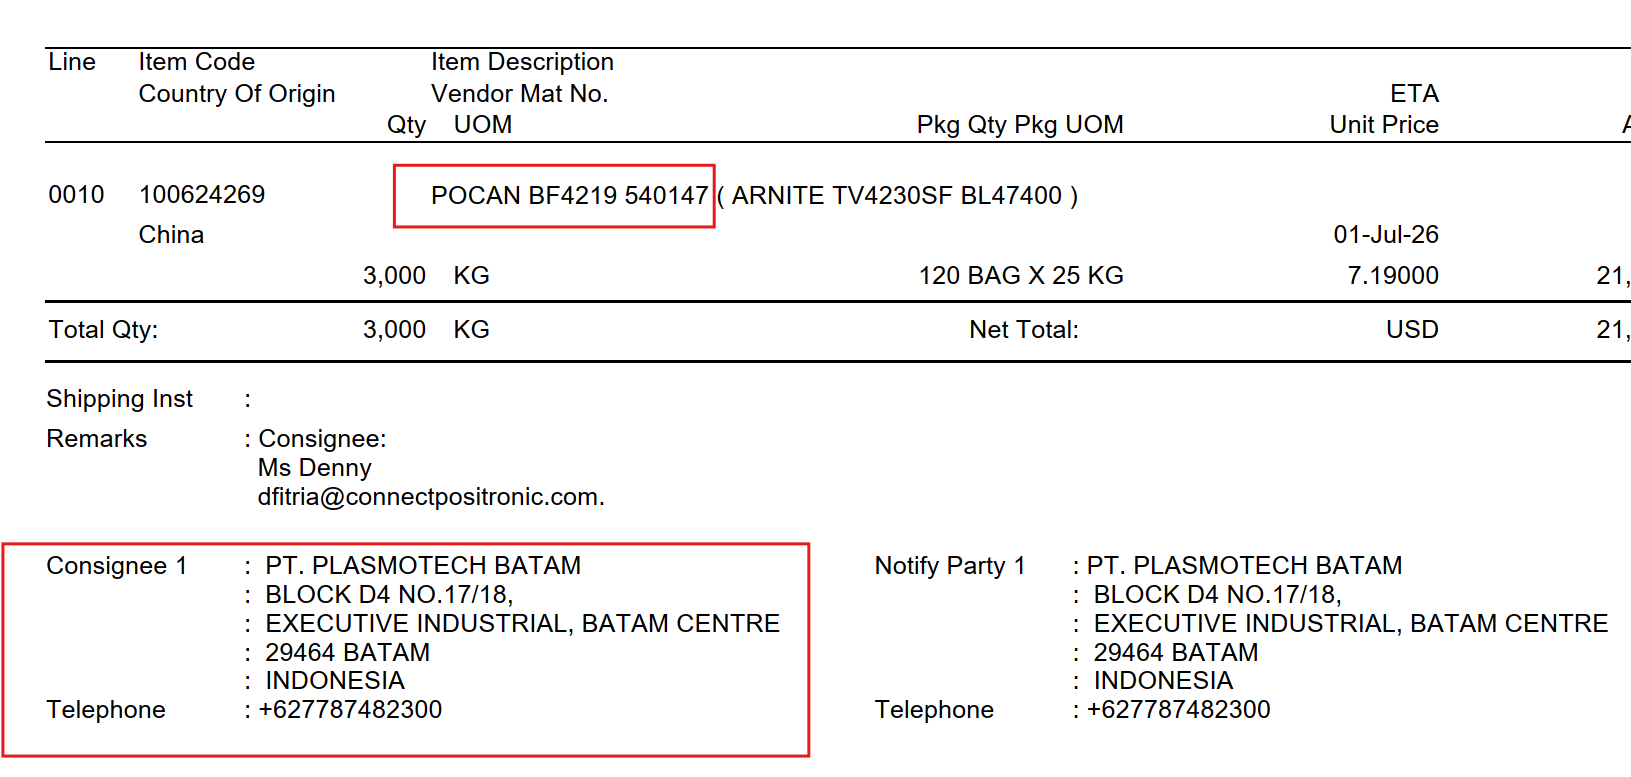 Line Item Code Item Description
Country Of Origin Vendor Mat No. ETA
Qty UOM Pkg Qty Pkg UOM Unit Price
0010 100624269 POCAN BF4219 540147 ( ARNITE TV4230SF BL47400 )
China 01-Jul-26
3,000 KG 120 BAG X 25 KG 7.19000 21,
Total Qty: 3,000 KG Net Total: USD 21,
Shipping Inst :
Remarks : Consignee:
Ms Denny
dfitria@connectpositronic.com.
Consignee 1 : PT. PLASMOTECH BATAM
: BLOCK D4 NO.17/18,
: EXECUTIVE INDUSTRIAL, BATAM CENTRE
: 29464 BATAM
: INDONESIA
Telephone : +627787482300
Notify Party 1 : PT. PLASMOTECH BATAM
: BLOCK D4 NO.17/18,
: EXECUTIVE INDUSTRIAL, BATAM CENTRE
: 29464 BATAM
: INDONESIA
Telephone : +627787482300